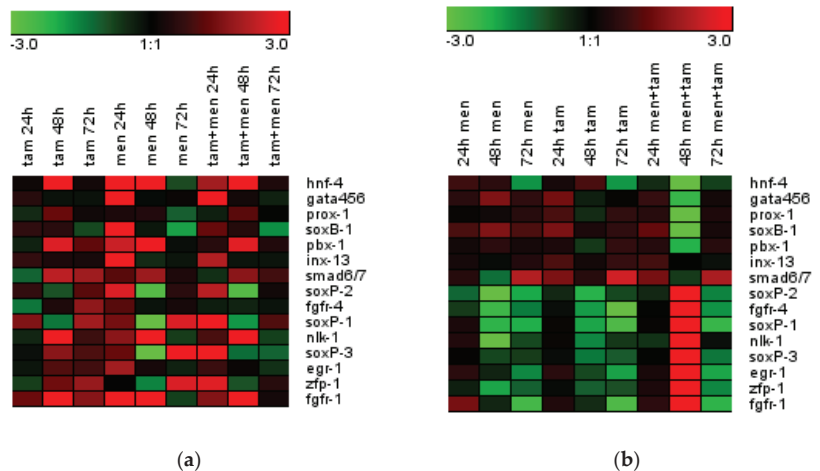 -3.0 1:1 3.0
tam 24h
tam 48h
tam 72h
men 24h
men 48h
men 72h
tam+men 24h
tam+men 48h
tam+men 72h
hnf-4
gata456
prox-1
soxB-1
pbx-1
inx-13
smad6/7
soxP-2
fgfr-4
soxP-1
nlk-1
soxP-3
egr-1
zfp-1
fgfr-1
(a)
-3.0 1:1 3.0
24h men
48h men
72h men
24h tam
48h tam
72h tam
24h men+tam
48h men+tam
72h men+tam
hnf-4
gata456
prox-1
soxB-1
pbx-1
inx-13
smad6/7
soxP-2
fgfr-4
soxP-1
nlk-1
soxP-3
egr-1
zfp-1
fgfr-1
(b)